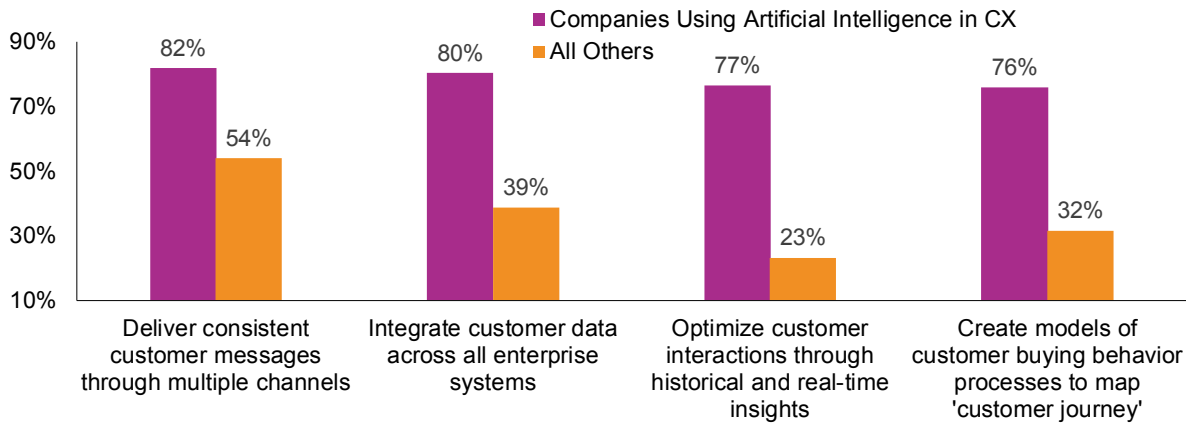 Companies Using Artificial Intelligence in CX
All Others
90%
70%
50%
30%
10%
82%
54%
80%
39%
77%
23%
76%
32%
Deliver consistent
customer messages
through multiple channels
Integrate customer data
across all enterprise
systems
Optimize customer
interactions through
historical and real-time
insights
Create models of
customer buying behavior
processes to map
'customer journey'